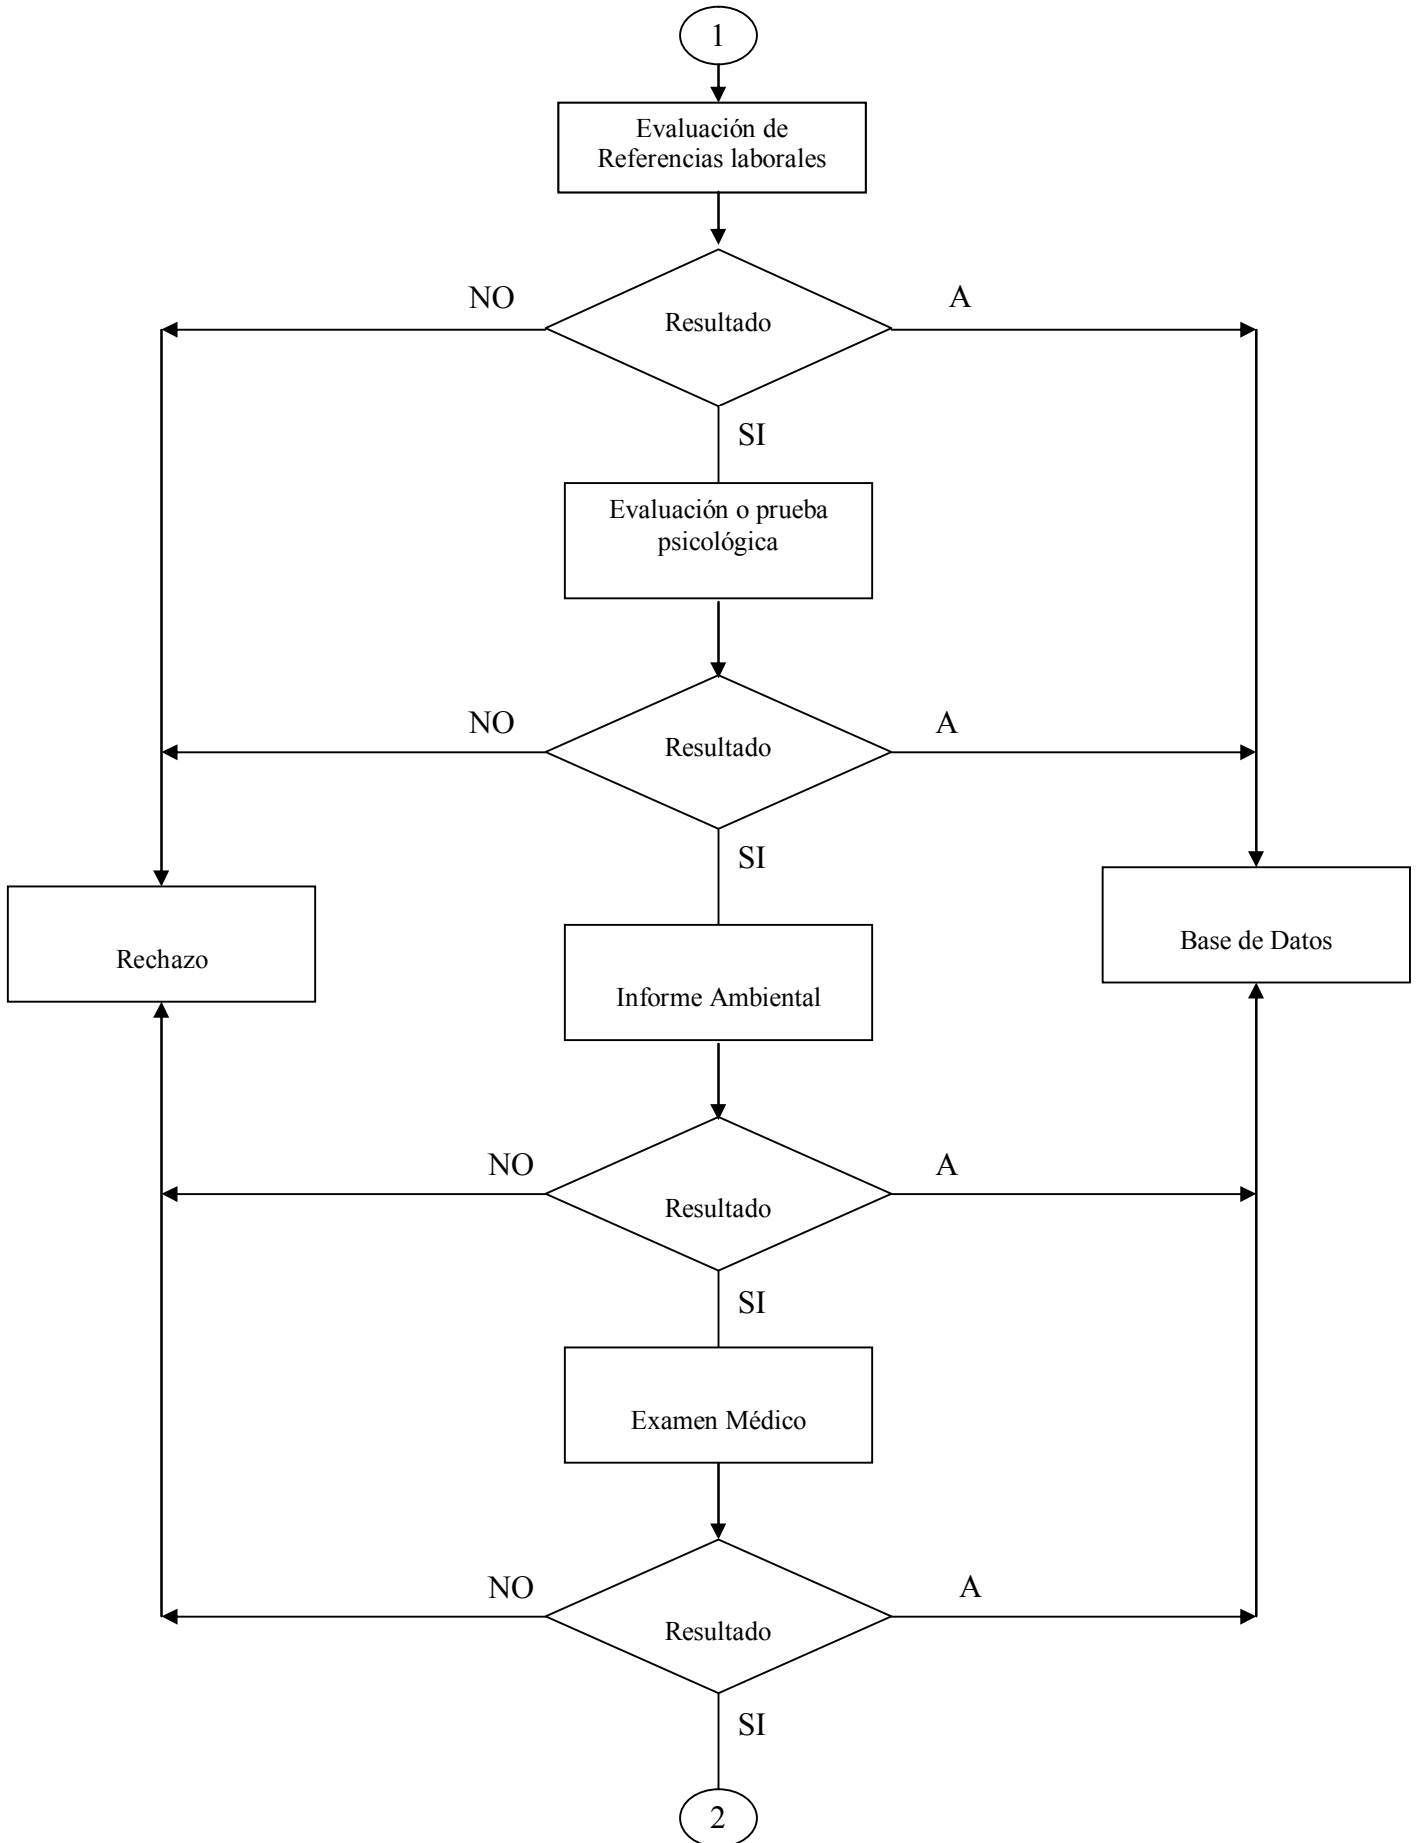 1
Evaluación de
Referencias laborales
NO
A
Resultado
SI
Evaluación o prueba
psicológica
NO
A
Resultado
SI
Rechazo
Base de Datos
Informe Ambiental
NO
A
Resultado
SI
Examen Médico
NO
A
Resultado
SI
2